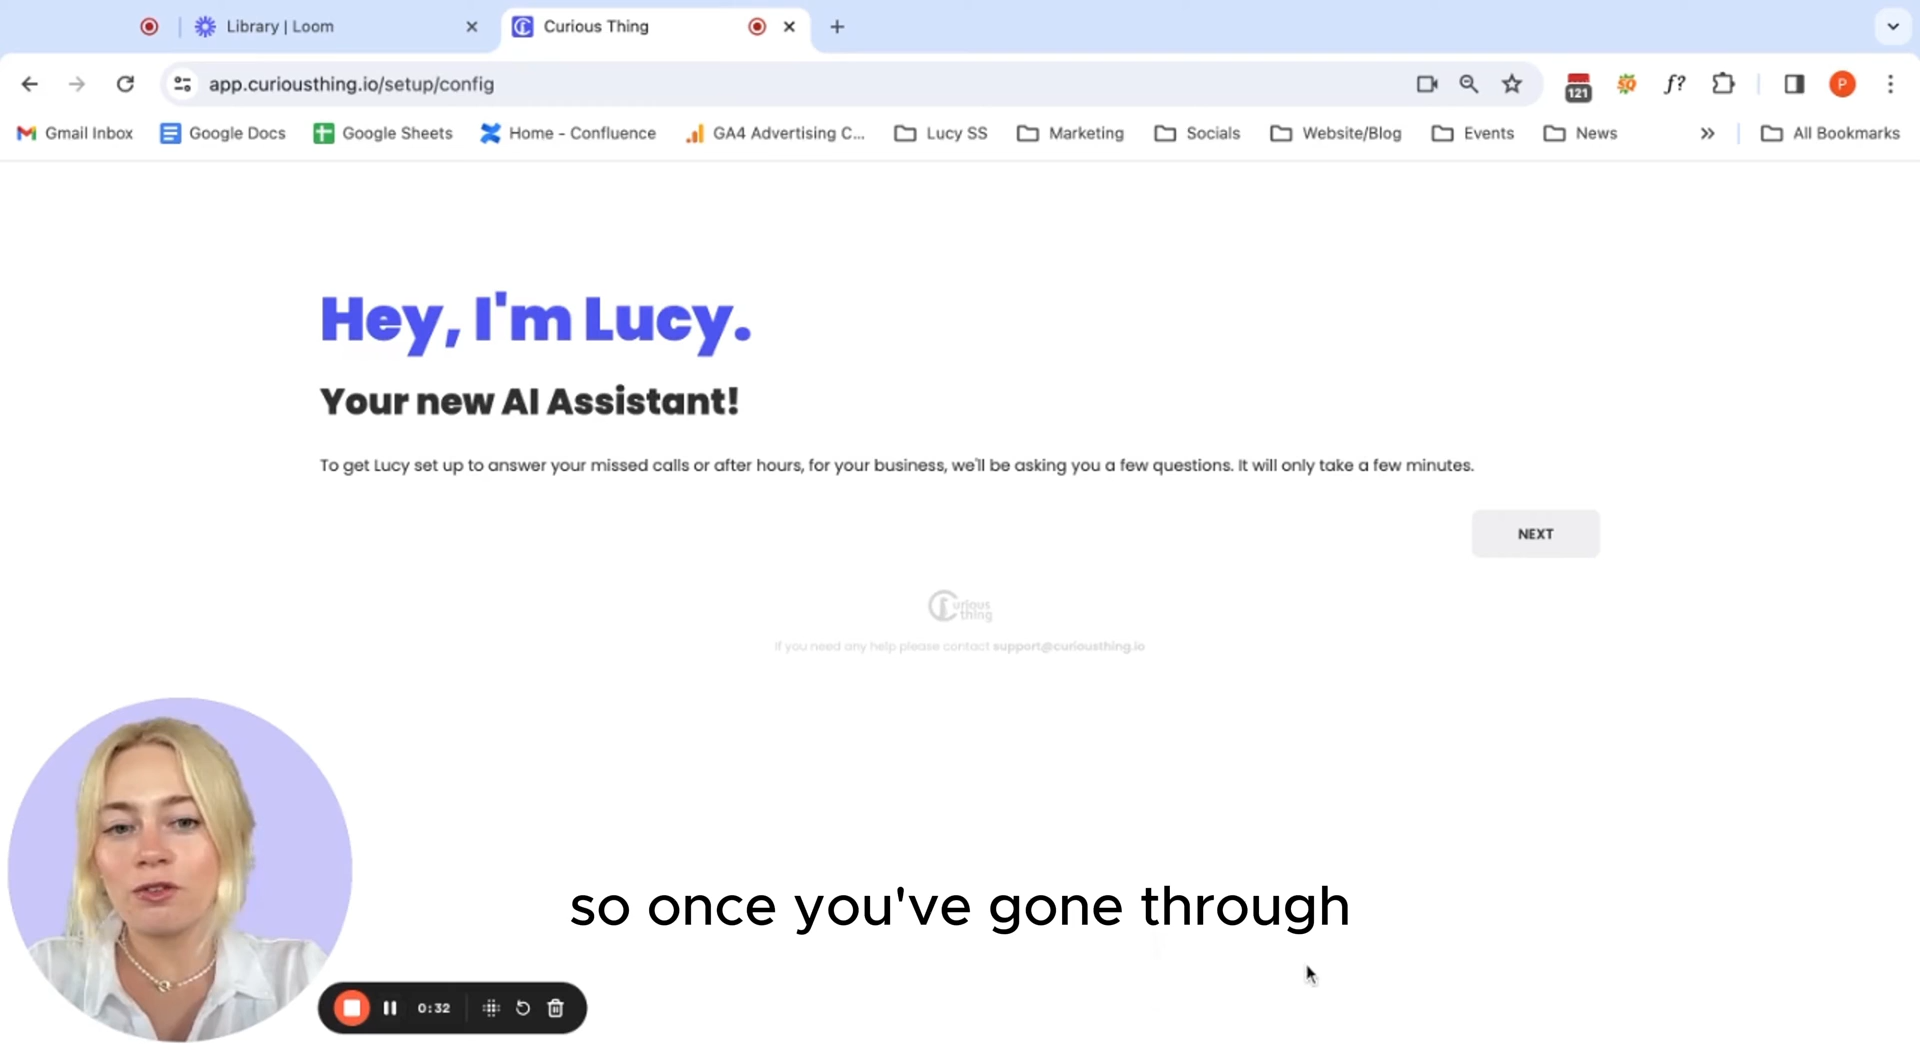 Library | Loom
Curious Thing
app.curiousthing.io/setup/config
121
SQ
f?
P
Gmail Inbox
Google Docs
Google Sheets
Home - Confluence
GA4 Advertising C...
Lucy SS
Marketing
Socials
Website/Blog
Events
News
All Bookmarks
Hey, I'm Lucy.
Your new AI Assistant!
To get Lucy set up to answer your missed calls or after hours, for your business, we'll be asking you a few questions. It will only take a few minutes.
NEXT
Curious
thing
If you need any help please contact support@curiousthing.io
so once you've gone through
0:32